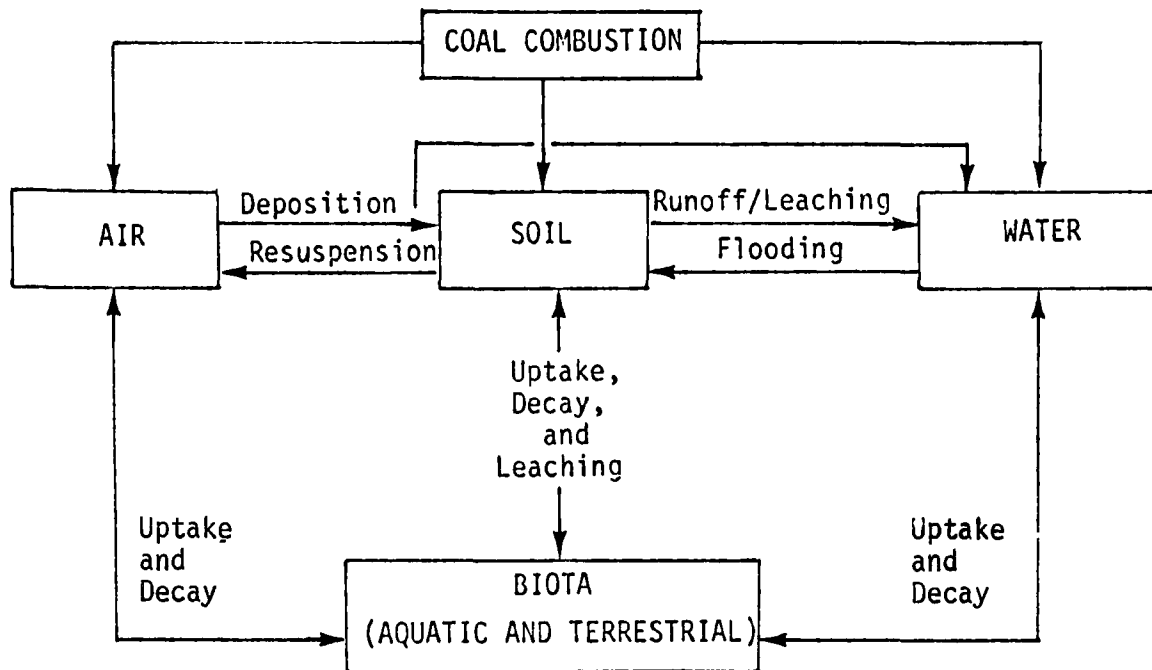 COAL COMBUSTION
Deposition
Runoff/Leaching
AIR
SOIL
WATER
Resuspension
Flooding
Uptake,
Decay,
and
Leaching
Uptake
and
Decay
Uptake
and
Decay
BIOTA
(AQUATIC AND TERRESTRIAL)